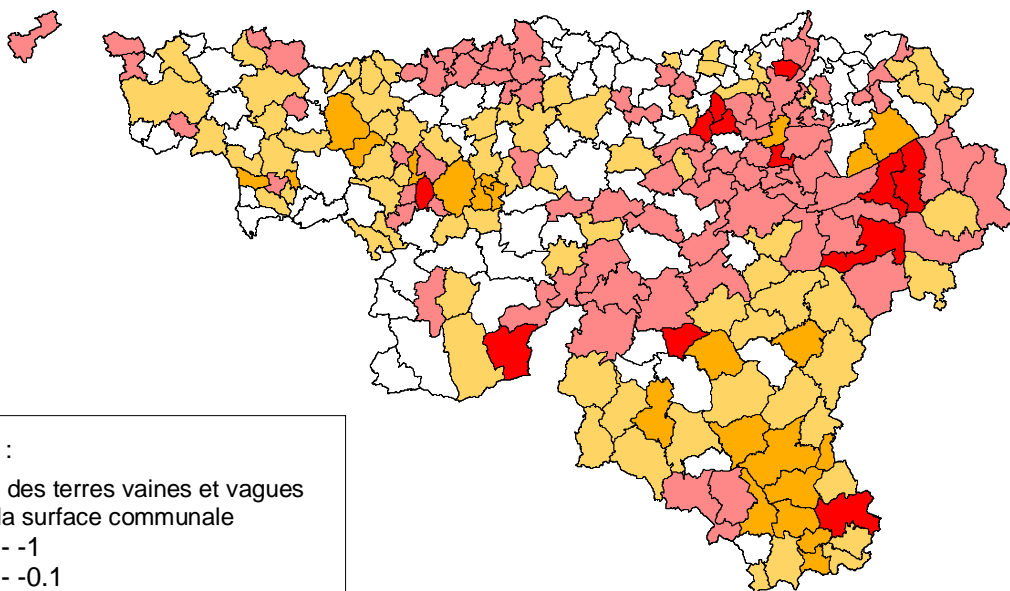 :
des terres vaines et vagues
la surface communale
- -1
- -0.1